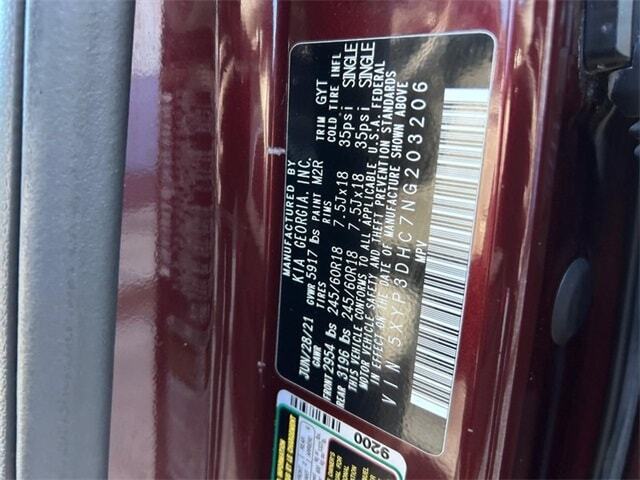 MANUFACTURED BY
KIA GEORGIA, INC.
JUN/28/21 GVWR 5917 lbs PAINT M2R TRIM GYT
GAWR TIRES RIMS COLD TIRE INFL
FRONT 2954 lbs 245/60R18 7.5Jx18 35psi SINGLE
REAR 3196 lbs 245/60R18 7.5Jx18 35psi SINGLE
THIS VEHICLE CONFORMS TO ALL APPLICABLE U.S.A. FEDERAL
MOTOR VEHICLE SAFETY AND THEFT PREVENTION STANDARDS
IN EFFECT ON THE DATE OF MANUFACTURE SHOWN ABOVE
VIN 5XYP3DHC7NG203206
MPV
9200